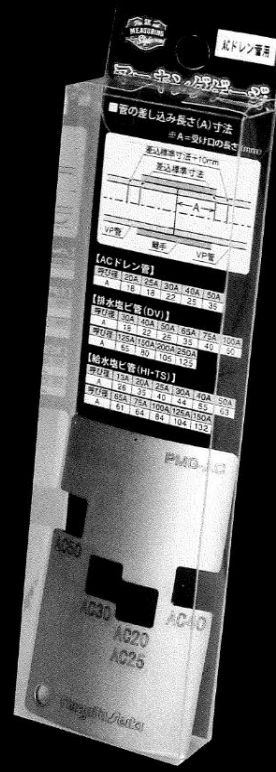 MEASURING
ACドレン管用
マーキングゲージ
■管の差し込み長さ(A)寸法
※A=受け口の長さ(mm)
差込標準寸法+10mm
差込標準寸法
A
VP管
継手
VP管
【ACドレン管】
呼び径 20A 25A 30A 40A 50A
A 18 18 22 25 35
【排水塩ビ管(DV)】
呼び径 30A 40A 50A 65A 75A 100A
A 18 22 25 35 40 50
呼び径 125A 150A 200A 250A
A 65 80 105 125
【給水塩ビ管(HI-TS)】
呼び径 13A 20A 25A 30A 40A 50A
A 26 35 40 44 55 63
呼び径 65A 75A 100A 125A 150A
A 61 64 84 104 132
PMG-AC
AC50
AC30
AC40
AC20
AC25